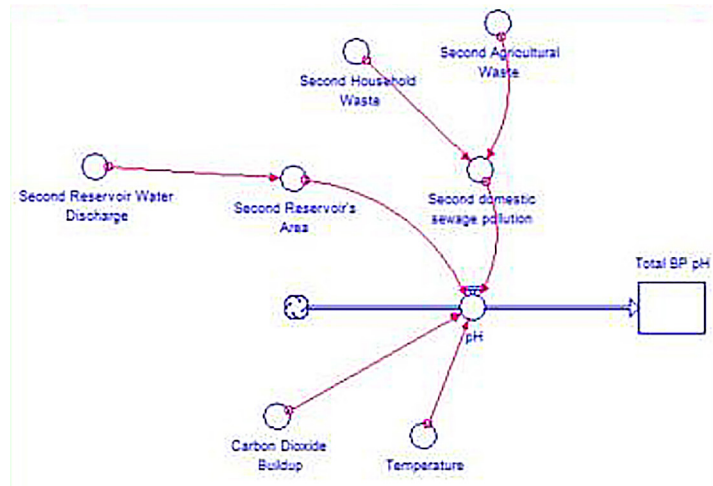 Second Agricultural
Waste
Second Household
Waste
Second Reservoir Water
Discharge
Second Reservoir's
Area
Second domestic
sewage pollution
Total BP pH
pH
Carbon Dioxide
Buildup
Temperature